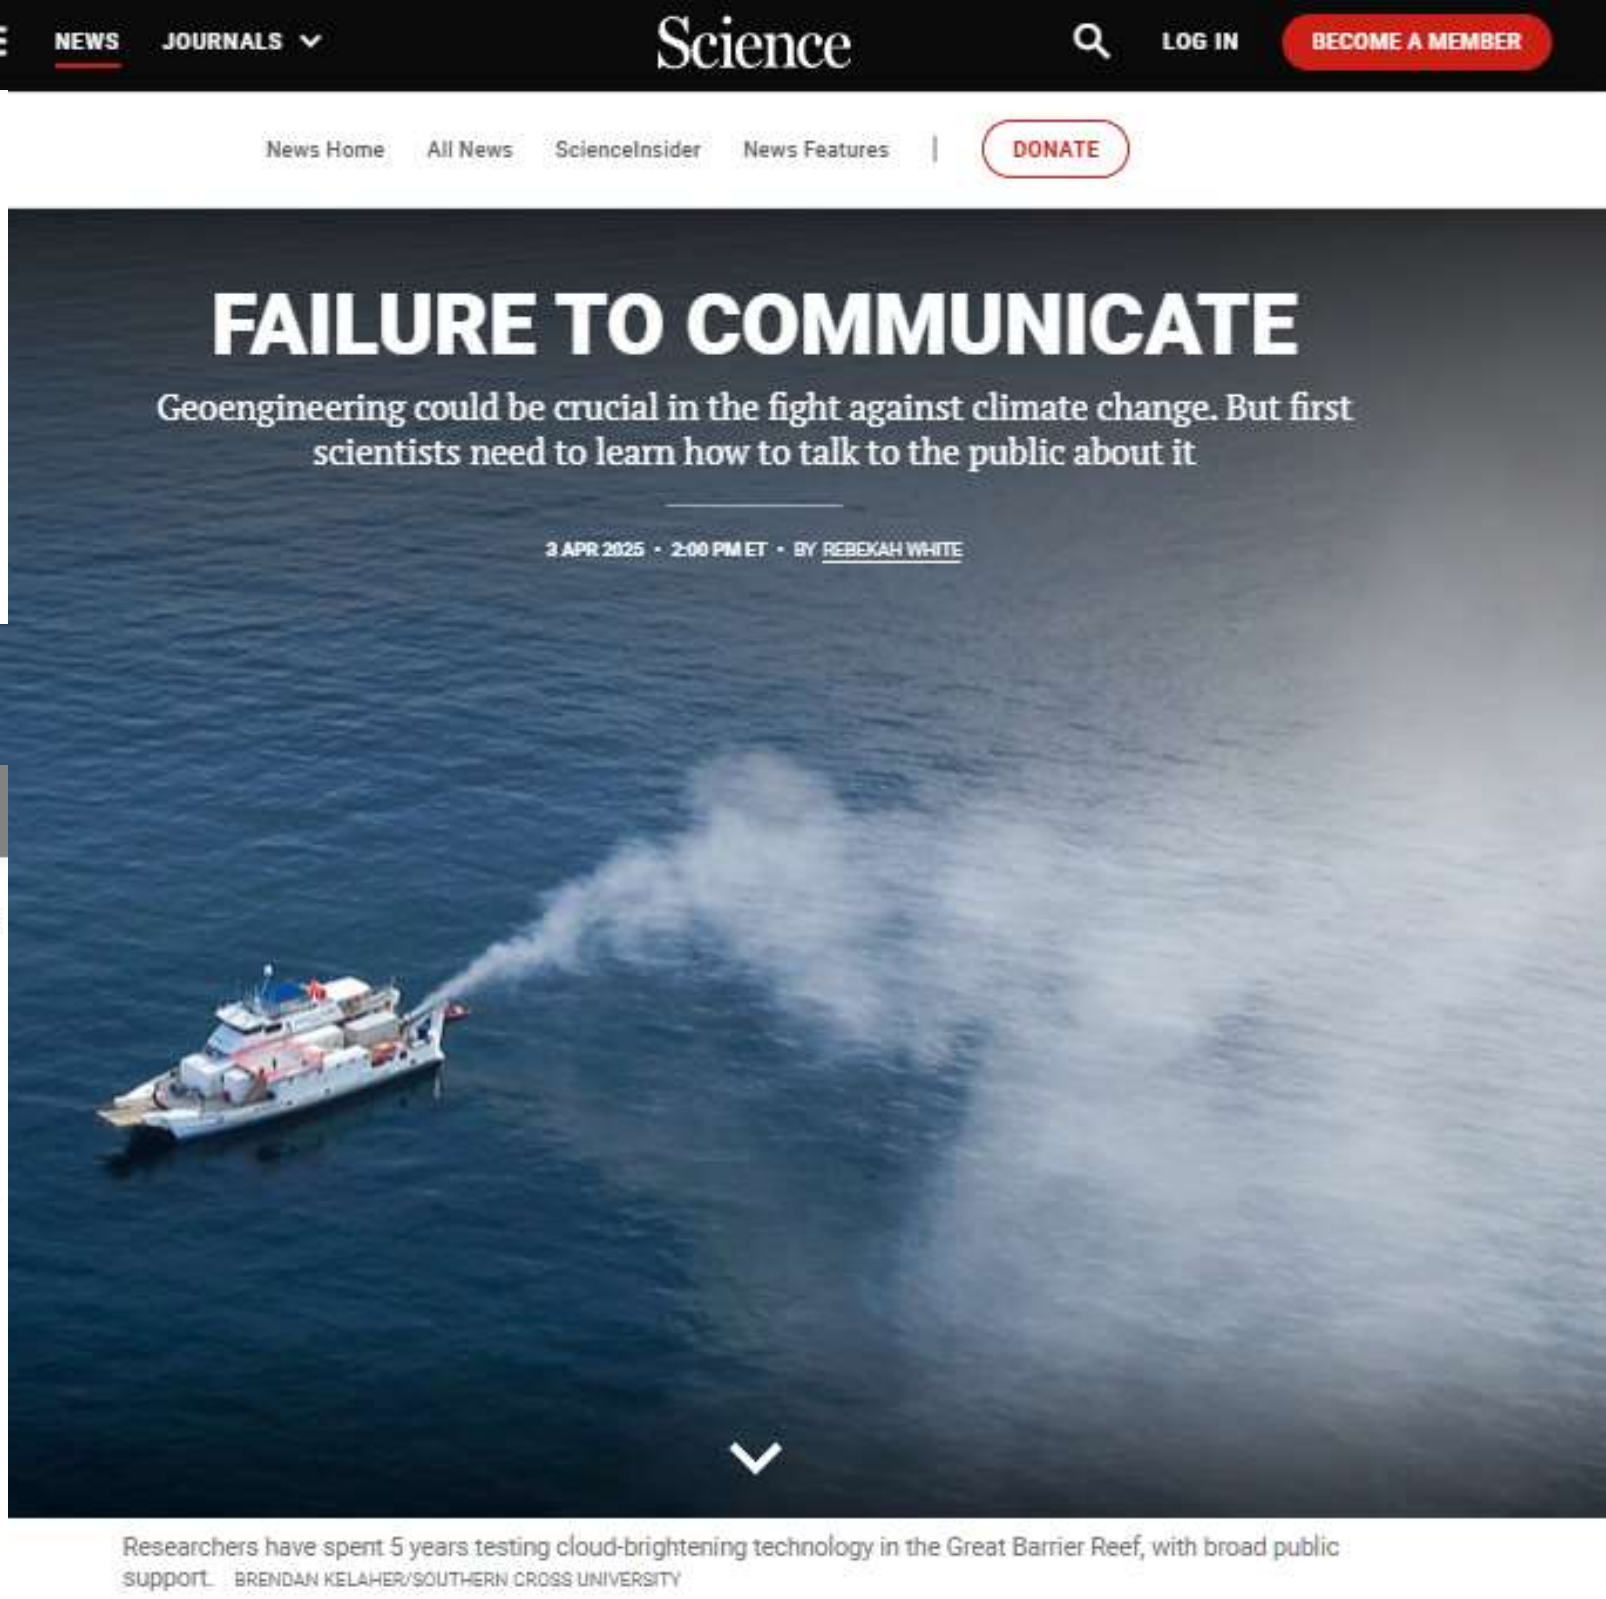 NEWS JOURNALS Science LOG IN BECOME A MEMBER
News Home All News ScienceInsider News Features | DONATE
FAILURE TO COMMUNICATE
Geoengineering could be crucial in the fight against climate change. But first
scientists need to learn how to talk to the public about it
3 APR 2025 • 2:00 PM ET • BY REBEKAH WHITE
Researchers have spent 5 years testing cloud-brightening technology in the Great Barrier Reef, with broad public
support. BRENDAN KELAHER/SOUTHERN CROSS UNIVERSITY